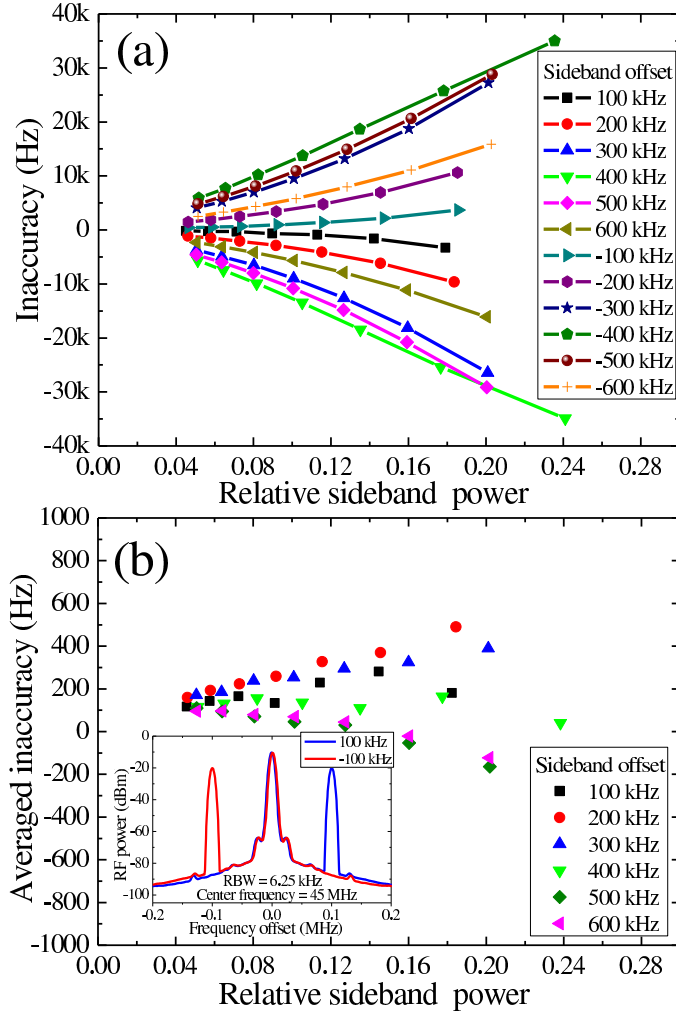 (a)
Inaccuracy (Hz)
40k
30k
20k
10k
0
-10k
-20k
-30k
-40k
Sideband offset
100 kHz
200 kHz
300 kHz
400 kHz
500 kHz
600 kHz
-100 kHz
-200 kHz
-300 kHz
-400 kHz
-500 kHz
-600 kHz
0.00 0.04 0.08 0.12 0.16 0.20 0.24 0.28
Relative sideband power
(b)
Averaged inaccuracy (Hz)
1000
800
600
400
200
0
-200
-400
-600
-800
-1000
RF power (dBm)
0
-20
-40
-60
-80
-100
100 kHz
-100 kHz
RBW = 6.25 kHz
Center frequency = 45 MHz
-0.2 -0.1 0.0 0.1 0.2
Frequency offset (MHz)
Sideband offset
100 kHz
200 kHz
300 kHz
400 kHz
500 kHz
600 kHz
0.00 0.04 0.08 0.12 0.16 0.20 0.24 0.28
Relative sideband power